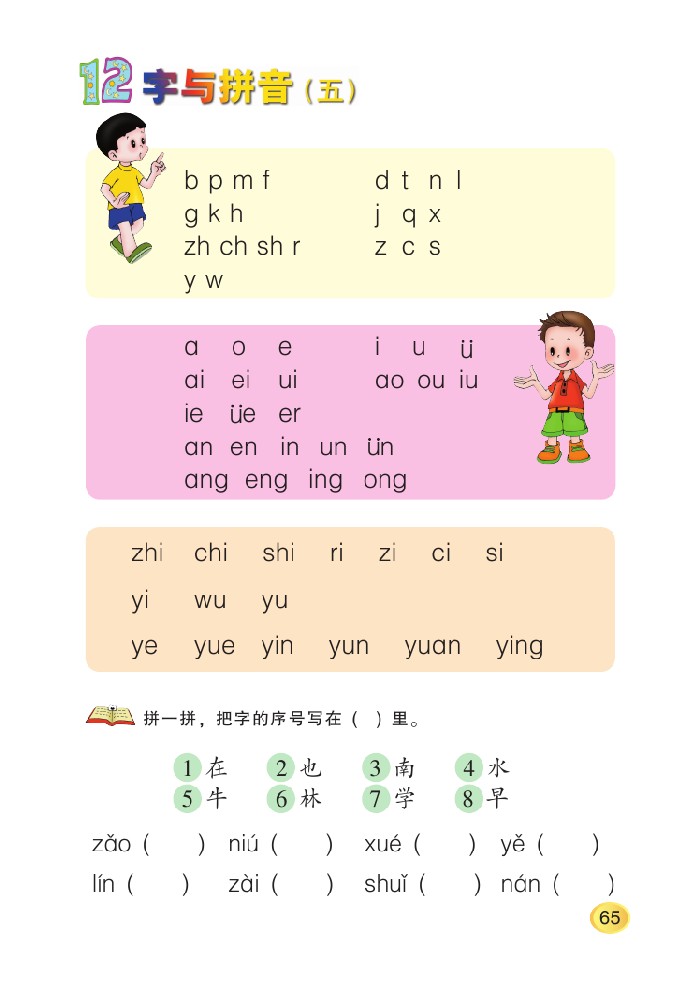 12 字与拼音（五）
b p m f d t n l
g k h j q x
zh ch sh r z c s
y w
a o e i u ü
ai ei ui ao ou iu
ie üe er
an en in un ün
ang eng ing ong
zhi chi shi ri zi ci si
yi wu yu
ye yue yin yun yuan ying
拼一拼，把字的序号写在（ ）里。
1 在 2 也 3 南 4 水
5 牛 6 林 7 学 8 早
zǎo ( ) niú ( ) xué ( ) yě ( )
lín ( ) zài ( ) shuǐ ( ) nán ( )
65